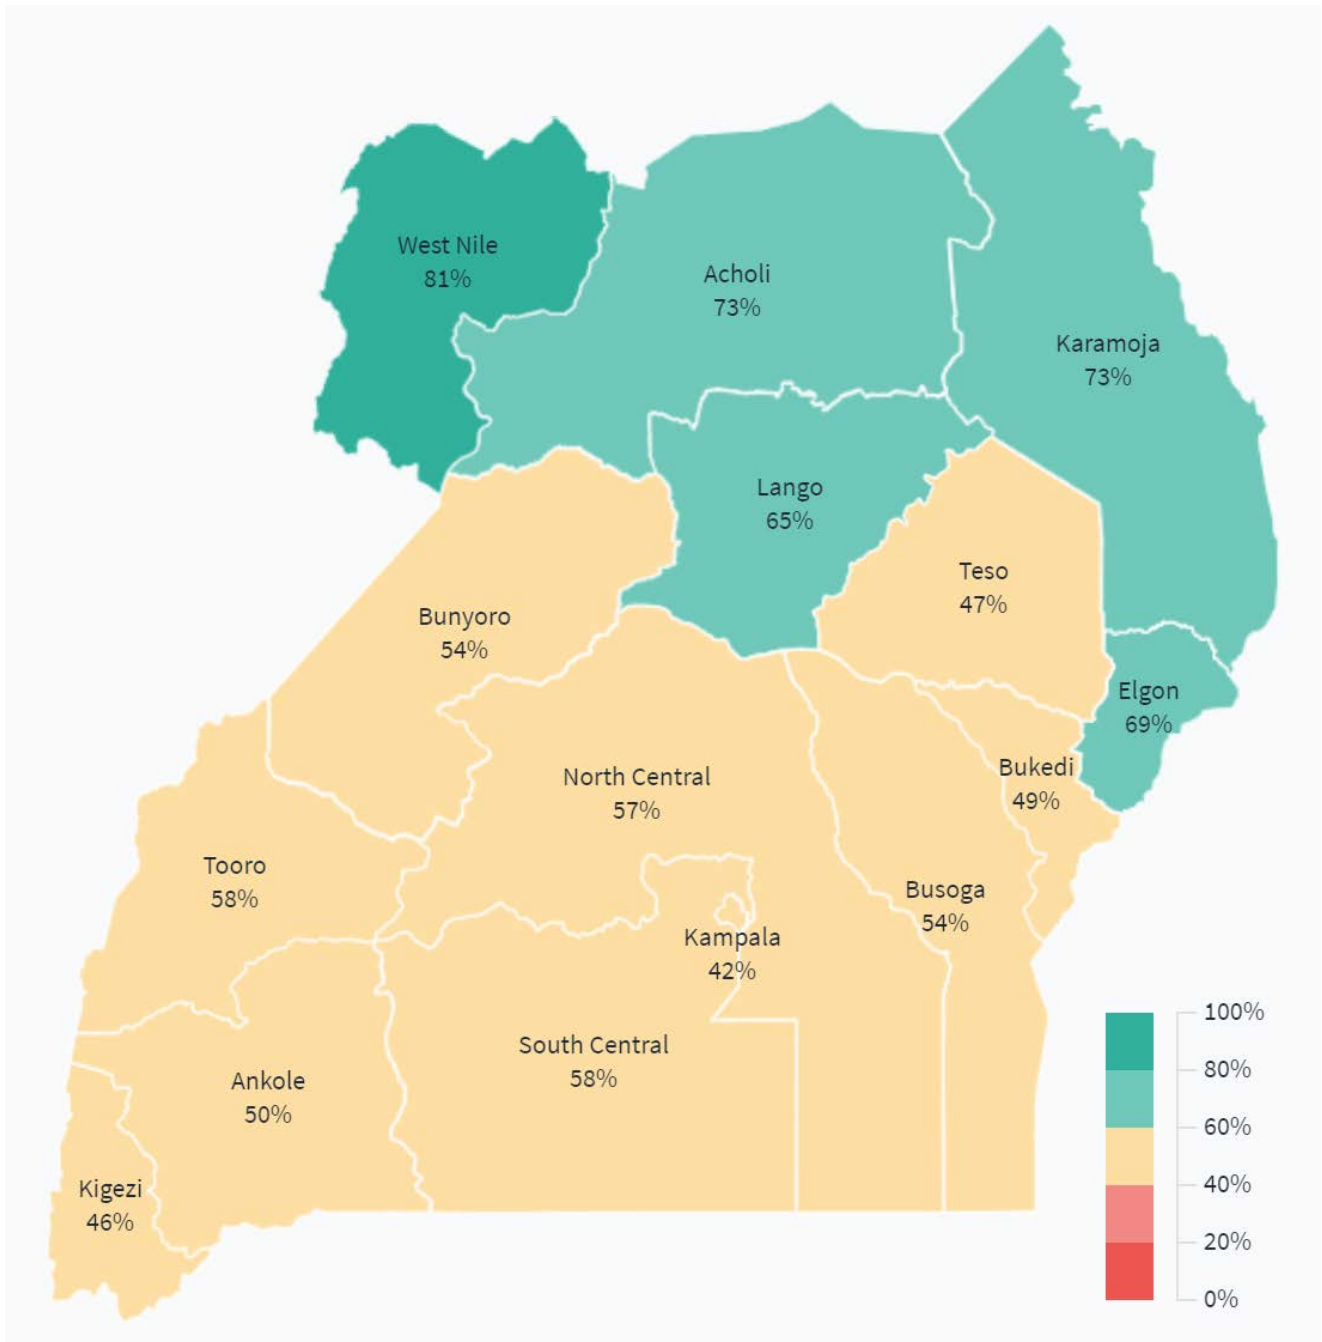 West Nile
81%
Acholi
73%
Karamoja
73%
Lango
65%
Teso
47%
Bunyoro
54%
Elgon
69%
North Central
57%
Bukedi
49%
Tooro
58%
Busoga
54%
Kampala
42%
South Central
58%
Ankole
50%
Kigezi
46%
100%
80%
60%
40%
20%
0%